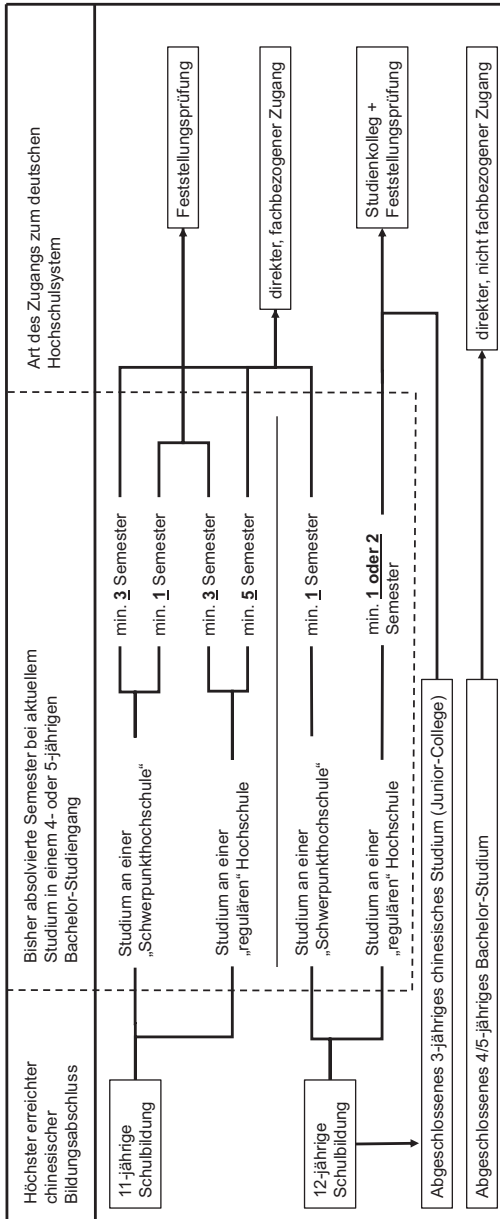 Höchster erreichter
chinesischer
Bildungsabschluss
Bisher absolvierte Semester bei aktuellem
Studium in einem 4- oder 5-jährigen
Bachelor-Studiengang
Art des Zugangs zum deutschen
Hochschulsystem
11-jährige
Schulbildung
Studium an einer
„Schwerpunkthochschule“
min. 3 Semester
min. 1 Semester
Feststellungsprüfung
Studium an einer
„regulären“ Hochschule
min. 3 Semester
min. 5 Semester
direkter, fachbezogener Zugang
12-jährige
Schulbildung
Studium an einer
„Schwerpunkthochschule“
min. 1 Semester
Studium an einer
„regulären“ Hochschule
min. 1 oder 2
Semester
Studienkolleg +
Feststellungsprüfung
Abgeschlossenes 3-jähriges chinesisches Studium (Junior-College)
Abgeschlossenes 4/5-jähriges Bachelor-Studium
direkter, nicht fachbezogener Zugang